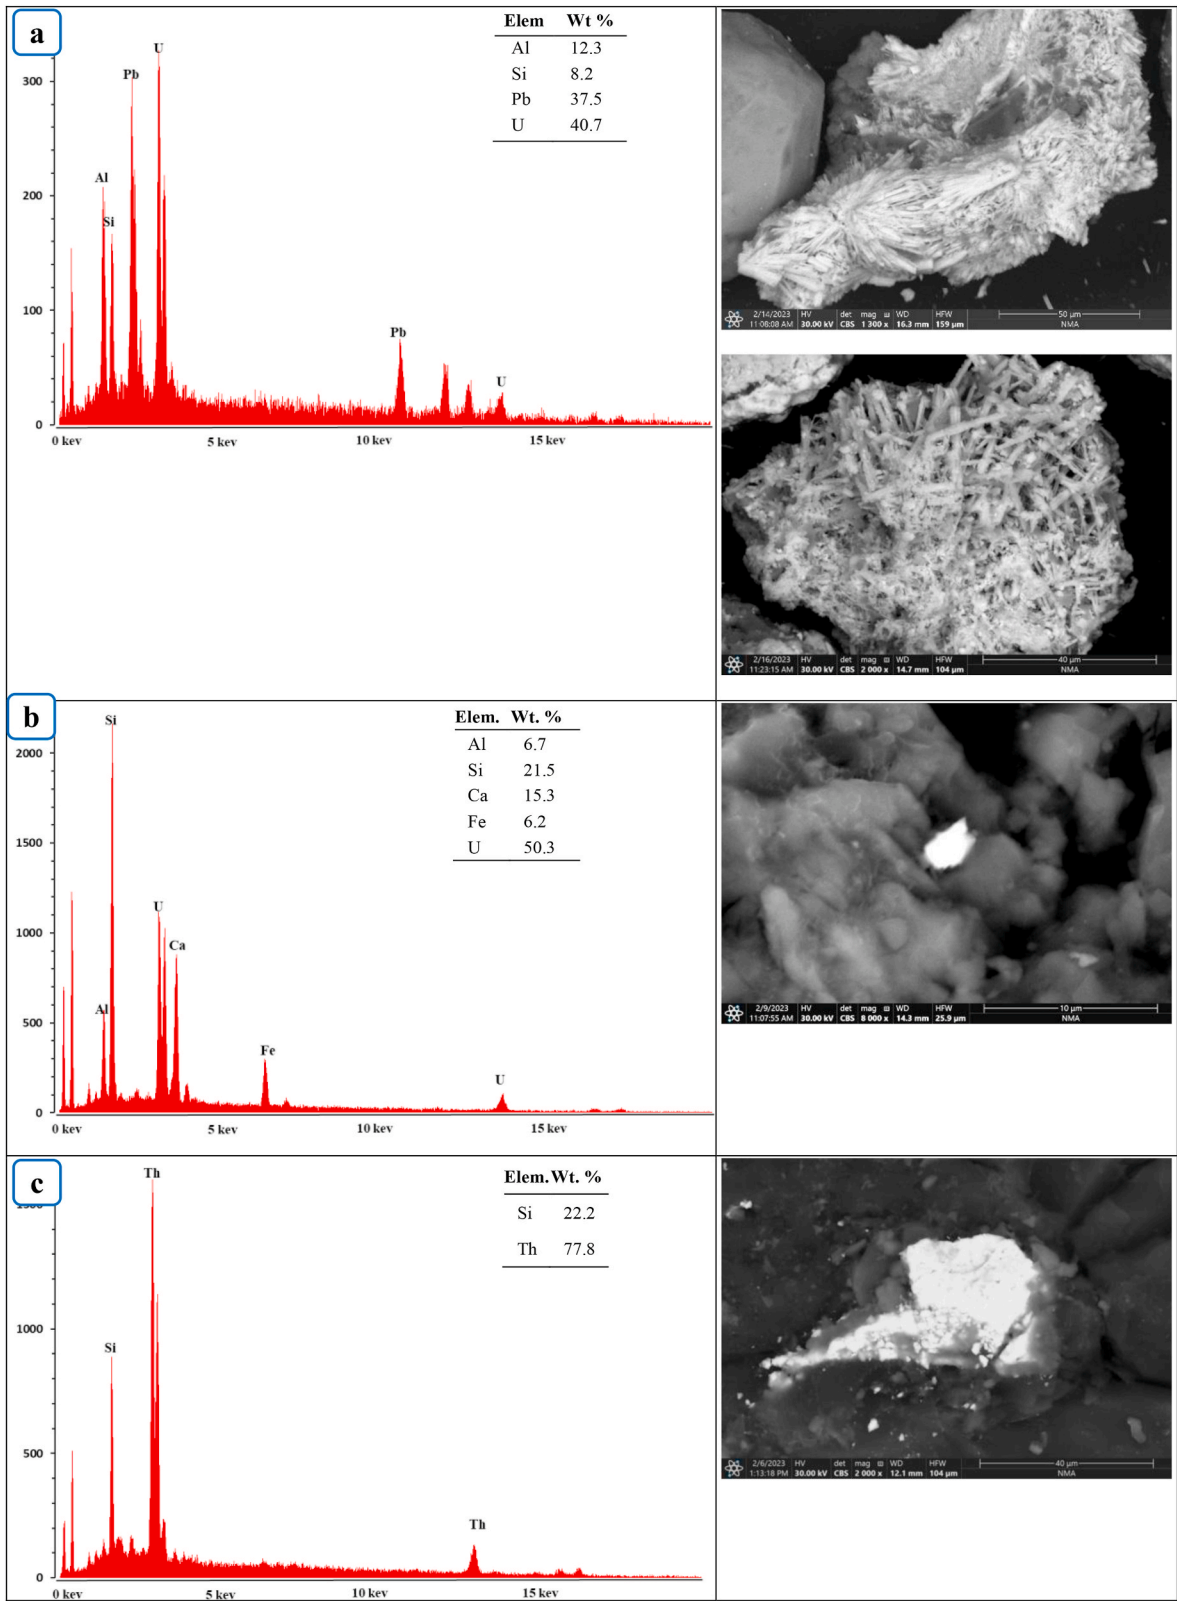 a
Elem Wt %
Al 12.3
Si 8.2
Pb 37.5
U 40.7
U
Pb
Al
Si
Pb
U
300
200
100
0
0 kev 5 kev 10 kev 15 kev
2/14/2023 HV det mag WD HFW 50 µm
11:08:08 AM 30.00 kV CBS 1 300 x 16.3 mm 159 µm NMA
2/16/2023 HV det mag WD HFW 40 µm
11:23:15 AM 30.00 kV CBS 2 000 x 14.7 mm 104 µm NMA
b
Elem. Wt. %
Al 6.7
Si 21.5
Ca 15.3
Fe 6.2
U 50.3
Si
U
Ca
Al
Fe
U
2000
1500
1000
500
0
0 kev 5 kev 10 kev 15 kev
2/9/2023 HV det mag WD HFW 10 µm
11:07:55 AM 30.00 kV CBS 8 000 x 14.3 mm 25.9 µm NMA
c
Elem. Wt. %
Si 22.2
Th 77.8
Th
Si
Th
1500
1000
500
0
0 kev 5 kev 10 kev 15 kev
2/6/2023 HV det mag WD HFW 40 µm
1:13:18 PM 30.00 kV CBS 2 000 x 12.1 mm 104 µm NMA